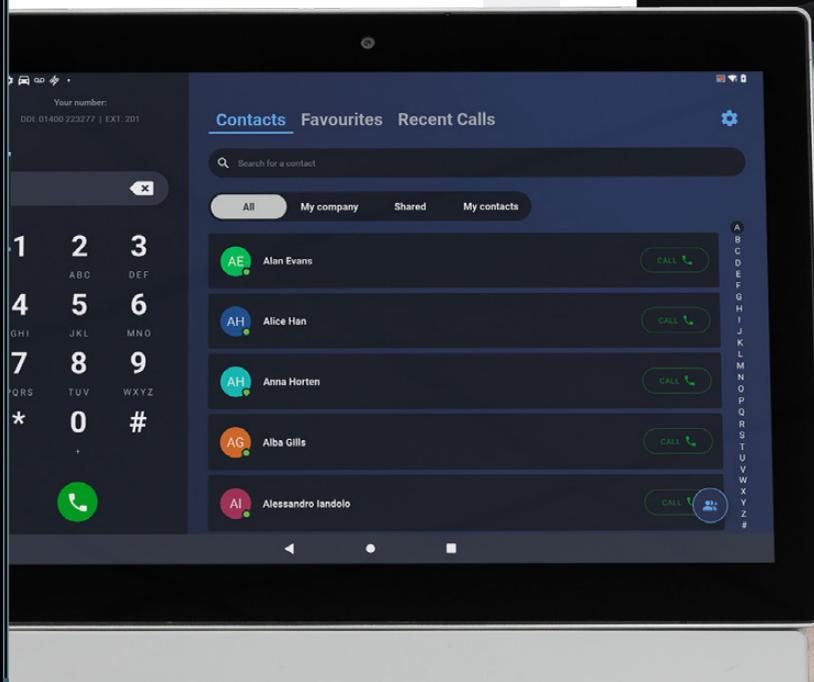 Your number:
DDI: 01400 223277 | EXT: 201
Contacts Favourites Recent Calls
Search for a contact
All My company Shared My contacts
1 2 3
ABC DEF
4 5 6
GHI JKL MNO
7 8 9
PQRS TUV WXYZ
* 0 #
+
AE Alan Evans CALL
AH Alice Han CALL
AH Anna Horten CALL
AG Alba Gills CALL
AI Alessandro Iandolo CALL
A
B
C
D
E
F
G
H
I
J
K
L
M
N
O
P
Q
R
S
T
U
V
W
X
Y
Z
#